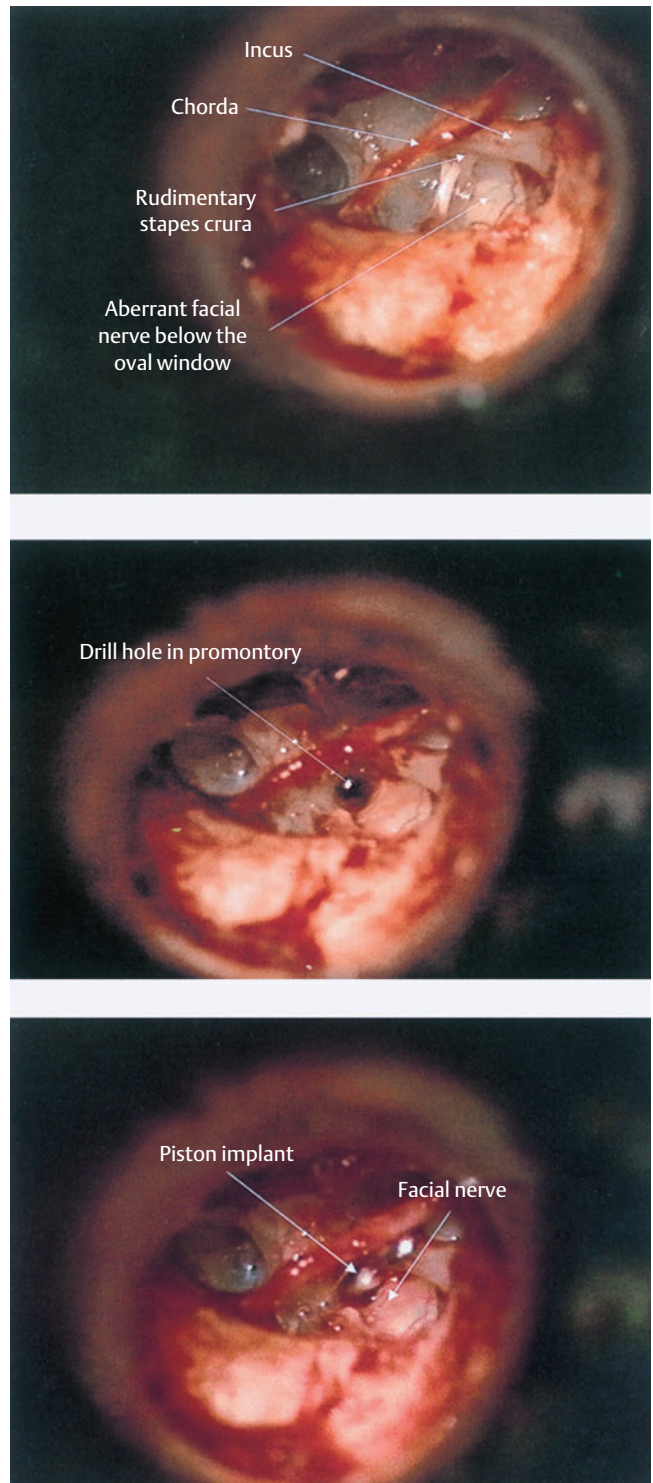 Incus
Chorda
Rudimentary
stapes crura
Aberrant facial
nerve below the
oval window
Drill hole in promontory
Piston implant
Facial nerve